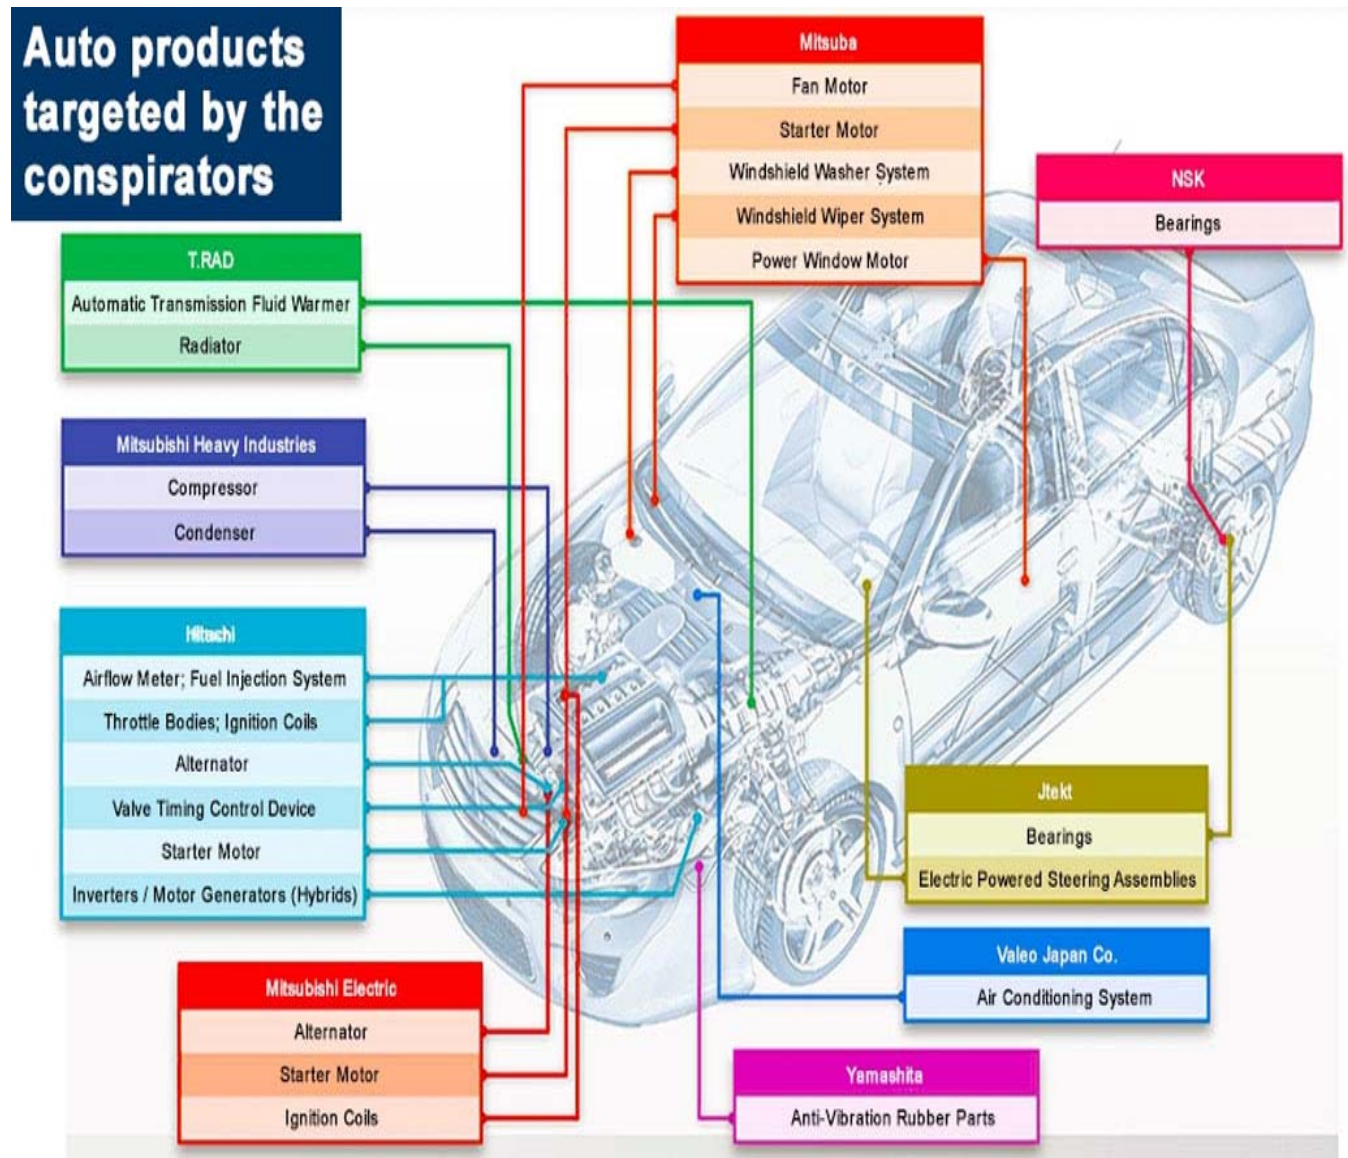 Auto products
targeted by the
conspirators
Mitsuba
Fan Motor
Starter Motor
Windshield Washer System
Windshield Wiper System
Power Window Motor
NSK
Bearings
T.RAD
Automatic Transmission Fluid Warmer
Radiator
Mitsubishi Heavy Industries
Compressor
Condenser
Hitachi
Airflow Meter; Fuel Injection System
Throttle Bodies; Ignition Coils
Alternator
Valve Timing Control Device
Starter Motor
Inverters / Motor Generators (Hybrids)
Jtekt
Bearings
Electric Powered Steering Assemblies
Valeo Japan Co.
Air Conditioning System
Mitsubishi Electric
Alternator
Starter Motor
Ignition Coils
Yamashita
Anti-Vibration Rubber Parts